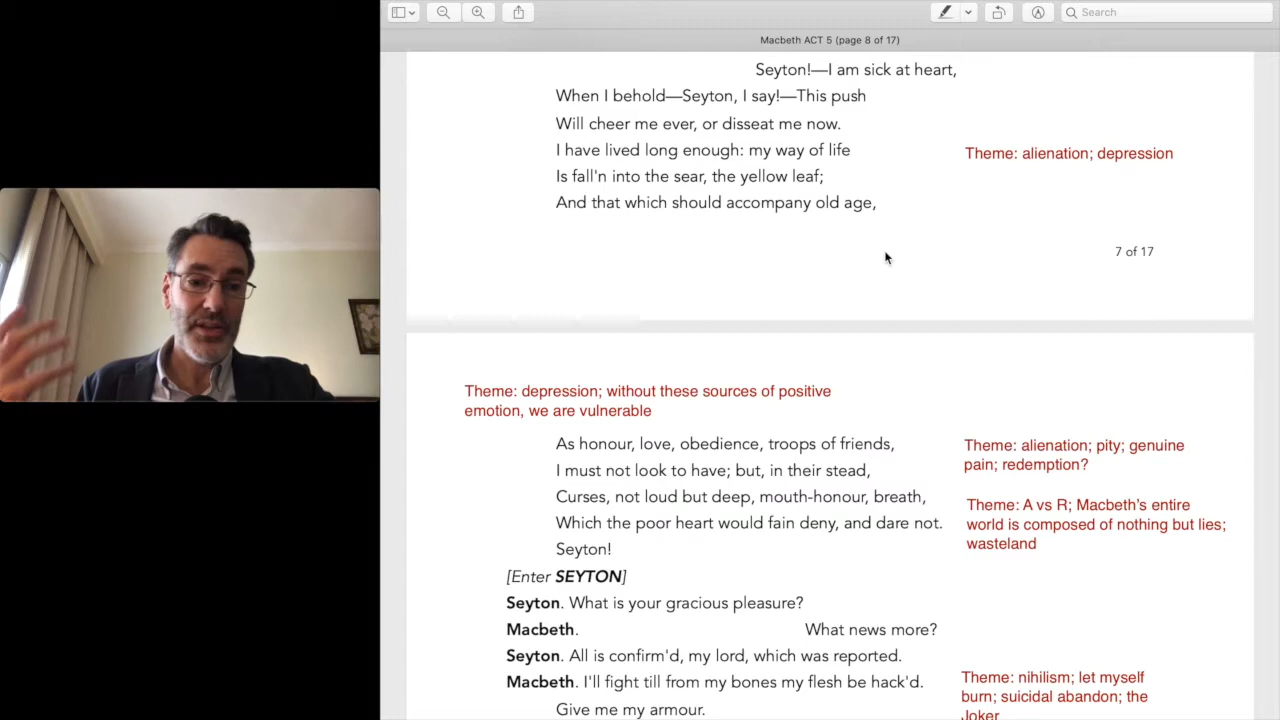 Search
Macbeth ACT 5 (page 8 of 17)
Seyton!—I am sick at heart,
When I behold—Seyton, I say!—This push
Will cheer me ever, or disseat me now.
I have lived long enough: my way of life
Theme: alienation; depression
Is fall'n into the sear, the yellow leaf;
And that which should accompany old age,
7 of 17
Theme: depression; without these sources of positive
emotion, we are vulnerable
As honour, love, obedience, troops of friends,
Theme: alienation; pity; genuine
pain; redemption?
I must not look to have; but, in their stead,
Curses, not loud but deep, mouth-honour, breath,
Theme: A vs R; Macbeth's entire
world is composed of nothing but lies;
wasteland
Which the poor heart would fain deny, and dare not.
Seyton!
[Enter SEYTON]
Seyton. What is your gracious pleasure?
Macbeth. What news more?
Seyton. All is confirm'd, my lord, which was reported.
Macbeth. I'll fight till from my bones my flesh be hack'd.
Theme: nihilism; let myself
burn; suicidal abandon; the
Joker
Give me my armour.